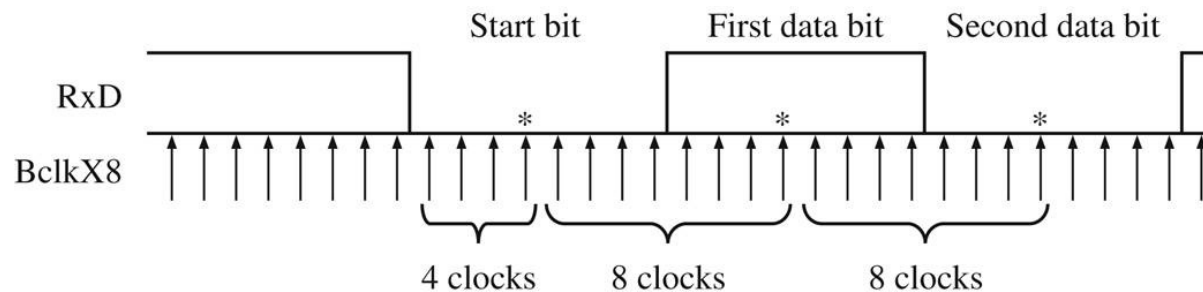 Start bit
First data bit
Second data bit
RxD
* * *
BclkX8
4 clocks
8 clocks
8 clocks